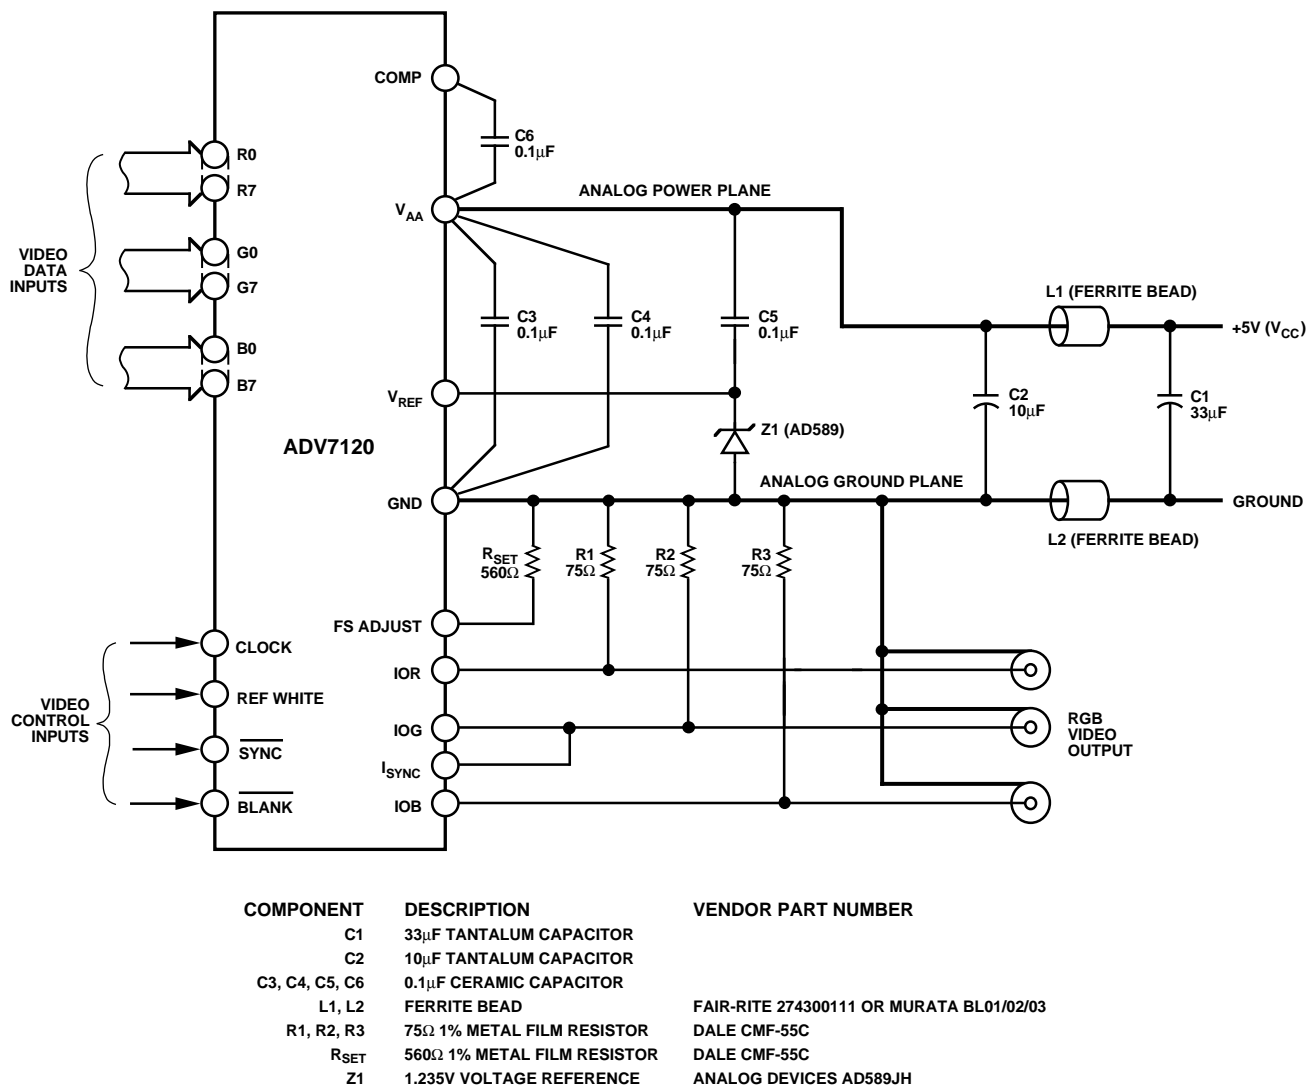 COMP
C6
0.1μF
R0
ANALOG POWER PLANE
R7
VAA
VIDEO
DATA
INPUTS
G0
G7
L1 (FERRITE BEAD)
C3
0.1μF
C4
0.1μF
C5
0.1μF
+5V (VCC)
B0
B7
VREF
C2
10μF
C1
33μF
Z1 (AD589)
ADV7120
ANALOG GROUND PLANE
GND
GROUND
RSET
560Ω
R1
75Ω
R2
75Ω
R3
75Ω
L2 (FERRITE BEAD)
FS ADJUST
CLOCK
IOR
VIDEO
CONTROL
INPUTS
REF WHITE
IOG
RGB
VIDEO
OUTPUT
SYNC
ISYNC
BLANK
IOB
COMPONENT DESCRIPTION VENDOR PART NUMBER
C1 33μF TANTALUM CAPACITOR
C2 10μF TANTALUM CAPACITOR
C3, C4, C5, C6 0.1μF CERAMIC CAPACITOR
L1, L2 FERRITE BEAD FAIR-RITE 274300111 OR MURATA BL01/02/03
R1, R2, R3 75Ω 1% METAL FILM RESISTOR DALE CMF-55C
RSET 560Ω 1% METAL FILM RESISTOR DALE CMF-55C
Z1 1.235V VOLTAGE REFERENCE ANALOG DEVICES AD589JH